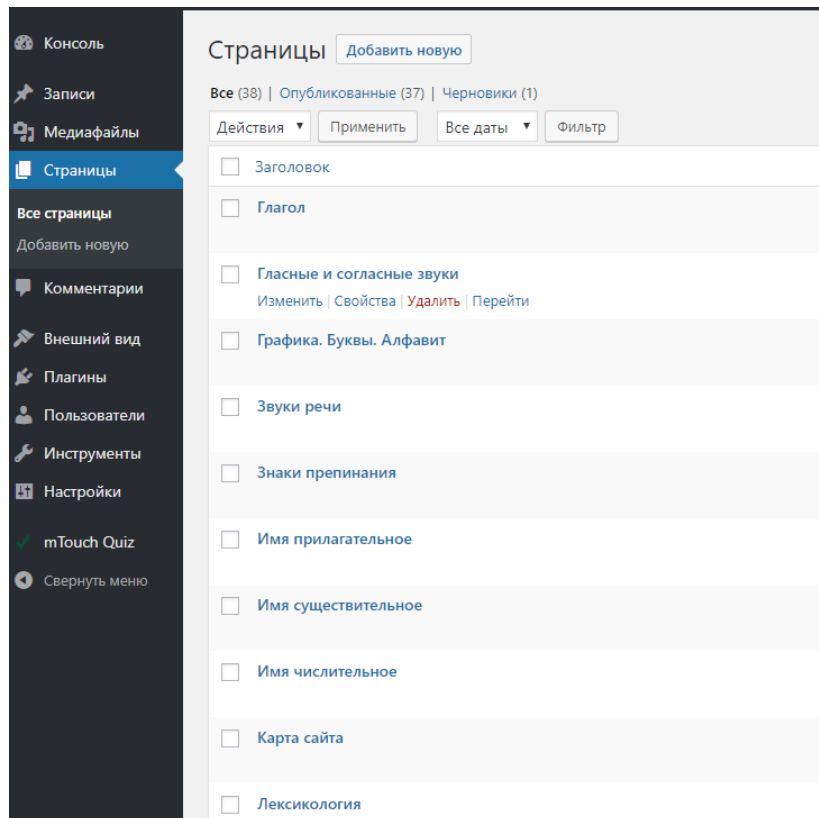 Консоль
Записи
Медиафайлы
Страницы
Все страницы
Добавить новую
Комментарии
Внешний вид
Плагины
Пользователи
Инструменты
Настройки
mTouch Quiz
Свернуть меню
Страницы Добавить новую
Все (38) | Опубликованные (37) | Черновики (1)
Действия Применить Все даты Фильтр
Заголовок
Глагол
Гласные и согласные звуки
Изменить | Свойства | Удалить | Перейти
Графика. Буквы. Алфавит
Звуки речи
Знаки препинания
Имя прилагательное
Имя существительное
Имя числительное
Карта сайта
Лексикология